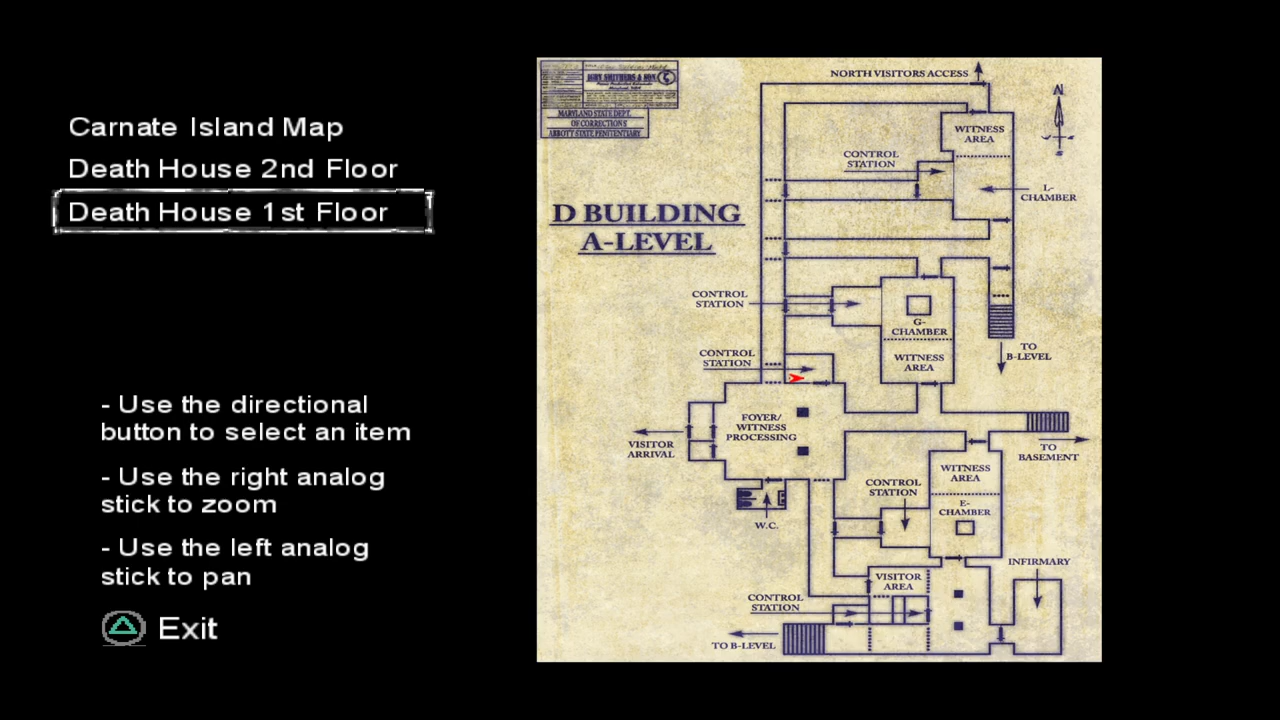 Carnate Island Map
Death House 2nd Floor
Death House 1st Floor
- Use the directional
button to select an item
- Use the right analog
stick to zoom
- Use the left analog
stick to pan
Exit
MARYLAND STATE DEPT.
OF CORRECTIONS
ABBOTT STATE PENITENTIARY
D BUILDING
A-LEVEL
NORTH VISITORS ACCESS
N
S
WITNESS
AREA
CONTROL
STATION
L-
CHAMBER
CONTROL
STATION
G-
CHAMBER
WITNESS
AREA
TO
B-LEVEL
CONTROL
STATION
FOYER/
WITNESS
PROCESSING
VISITOR
ARRIVAL
TO
BASEMENT
WITNESS
AREA
CONTROL
STATION
E-
CHAMBER
W.C.
INFIRMARY
VISITOR
AREA
CONTROL
STATION
TO B-LEVEL